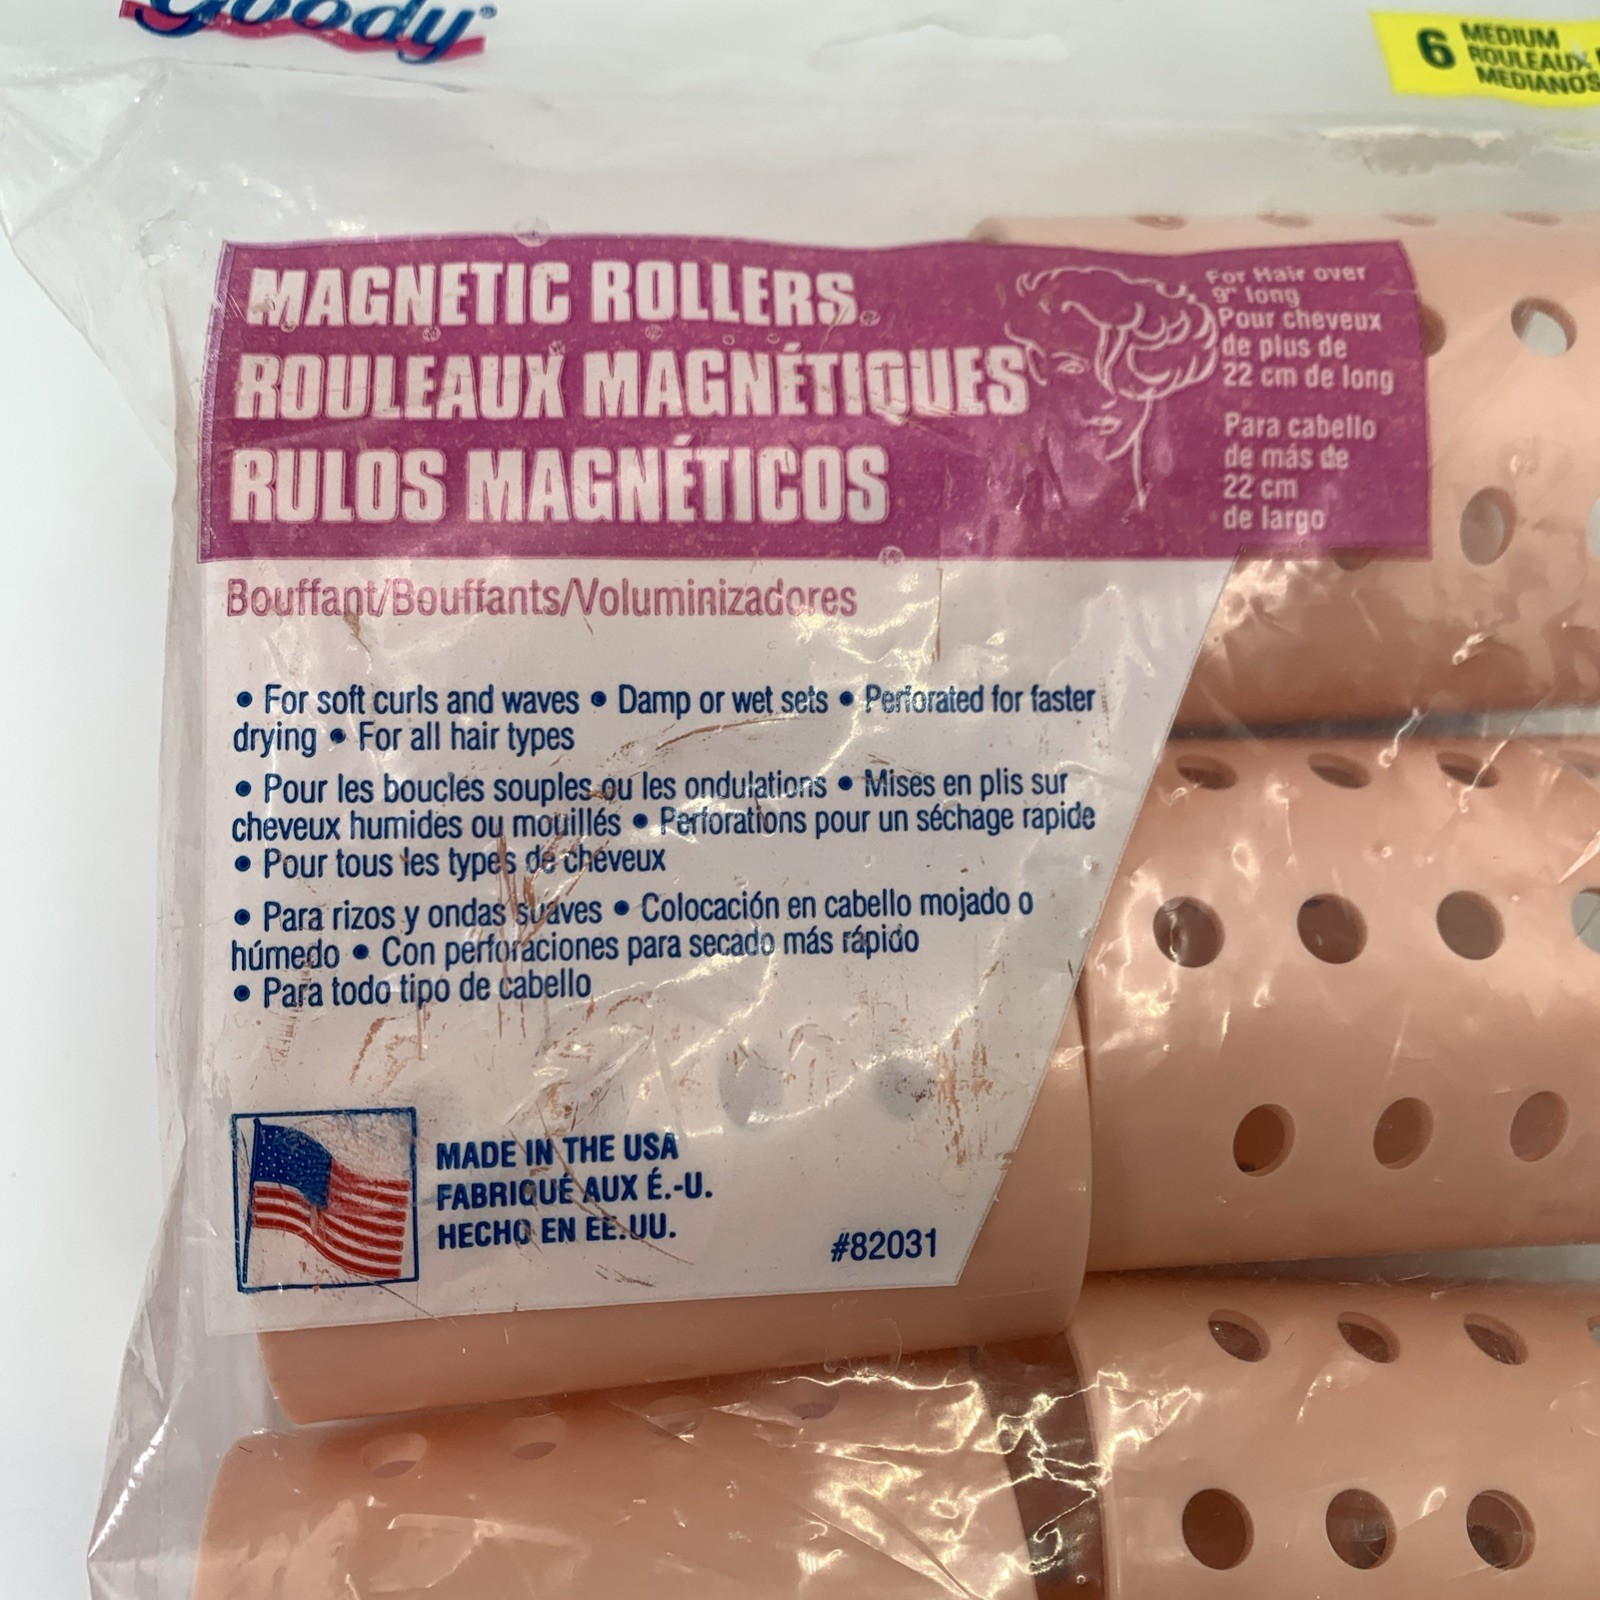 Goody®
6 MEDIUM
ROULEAUX
MEDIANOS
MAGNETIC ROLLERS
ROULEAUX MAGNÉTIQUES
RULOS MAGNÉTICOS
For Hair over
9" long
Pour cheveux
de plus de
22 cm de long
Para cabello
de más de
22 cm
de largo
Bouffant/Bouffants/Voluminizadores
• For soft curls and waves • Damp or wet sets • Perforated for faster
drying • For all hair types
• Pour les boucles souples ou les ondulations • Mises en plis sur
cheveux humides ou mouillés • Perforations pour un séchage rapide
• Pour tous les types de cheveux
• Para rizos y ondas suaves • Colocación en cabello mojado o
húmedo • Con perforaciones para secado más rápido
• Para todo tipo de cabello
MADE IN THE USA
FABRIQUÉ AUX É.-U.
HECHO EN EE.UU.
#82031